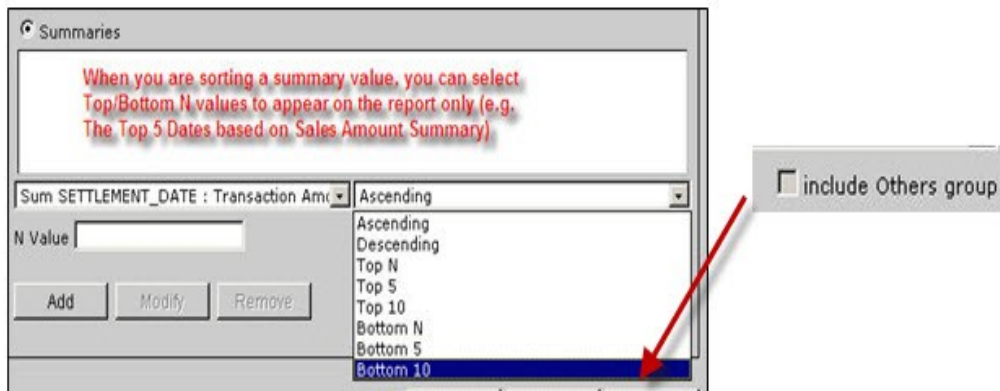 Summaries
When you are sorting a summary value, you can select
Top/Bottom N values to appear on the report only (e.g.
The Top 5 Dates based on Sales Amount Summary)
Sum SETTLEMENT_DATE : Transaction Amo
Ascending
N Value
Ascending
Descending
Top N
Top 5
Top 10
Bottom N
Bottom 5
Bottom 10
Add
Modify
Remove
include Others group